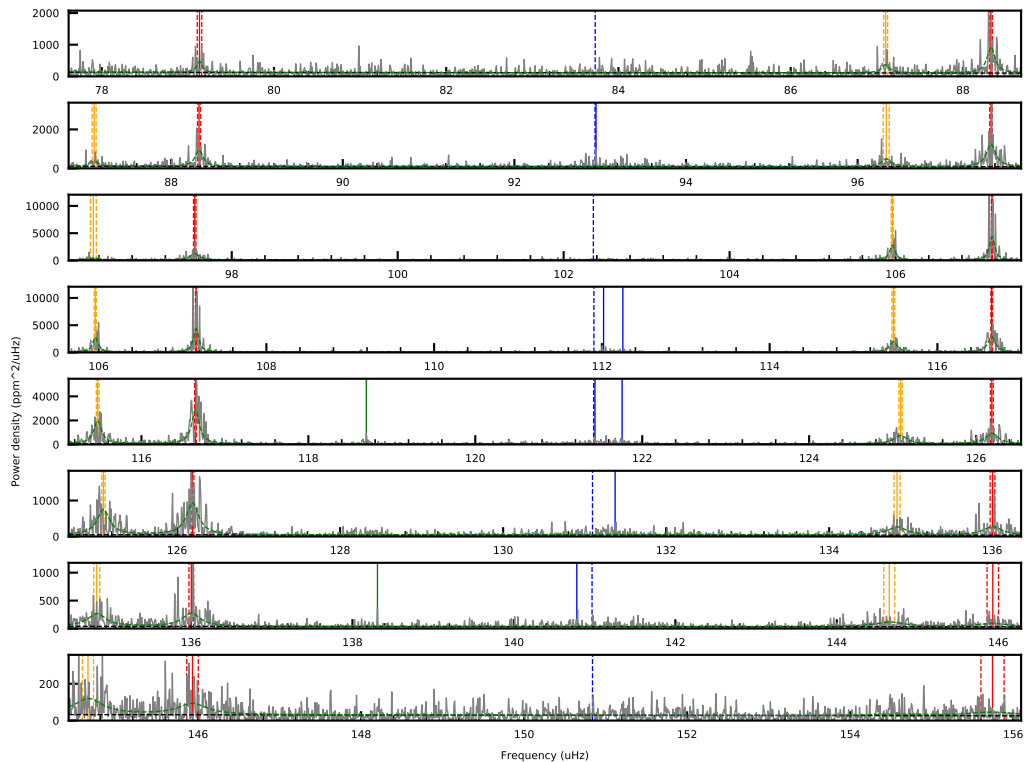 2000
1000
0
78 80 82 84 86 88
2000
0
88 90 92 94 96
10000
5000
0
98 100 102 104 106
10000
5000
0
106 108 110 112 114 116
4000
2000
0
116 118 120 122 124 126
1000
0
126 128 130 132 134 136
1000
500
0
136 138 140 142 144 146
200
0
146 148 150 152 154 156
Power density (ppm^2/uHz)
Frequency (uHz)